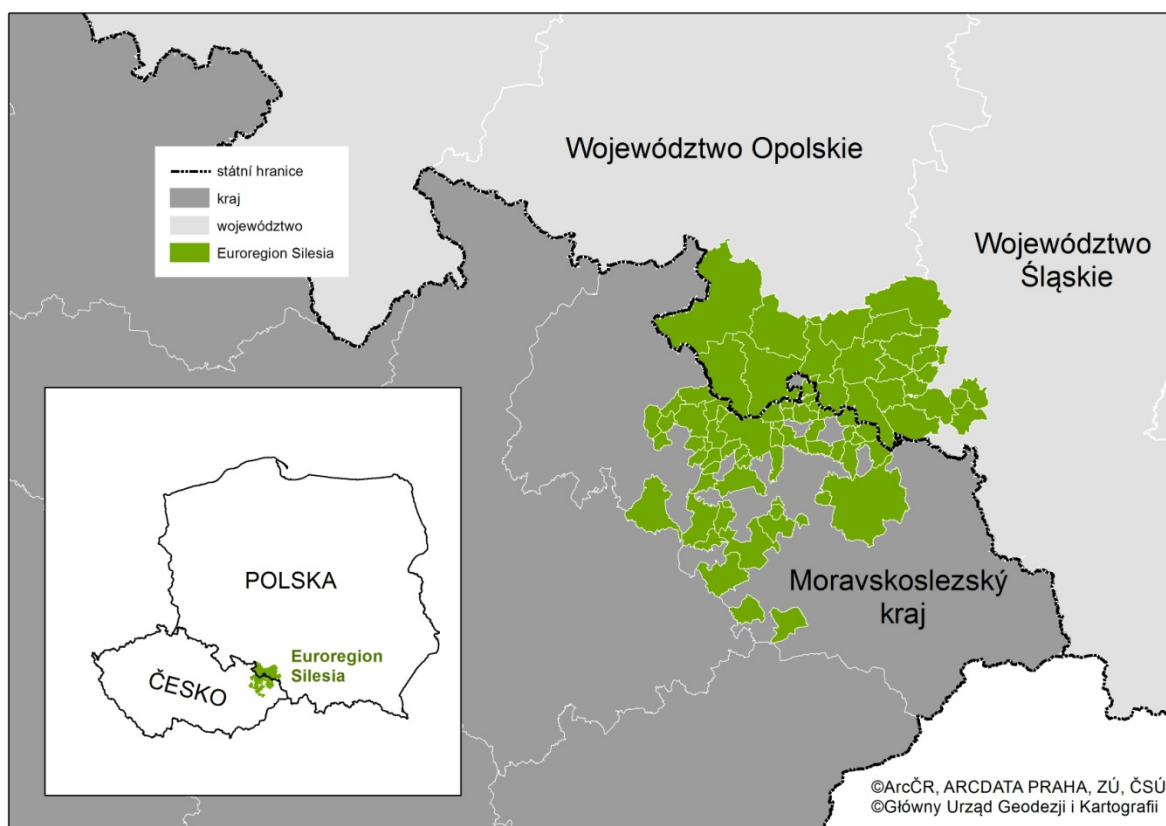 státní hranice
kraj
województwo
Euroregion Silesia
Województwo Opolskie
Województwo
Śląskie
Moravskoslezský
kraj
POLSKA
Euroregion
Silesia
ČESKO
©ArcČR, ARCDATA PRAHA, ZÚ, ČSÚ
©Główny Urząd Geodezji i Kartografii